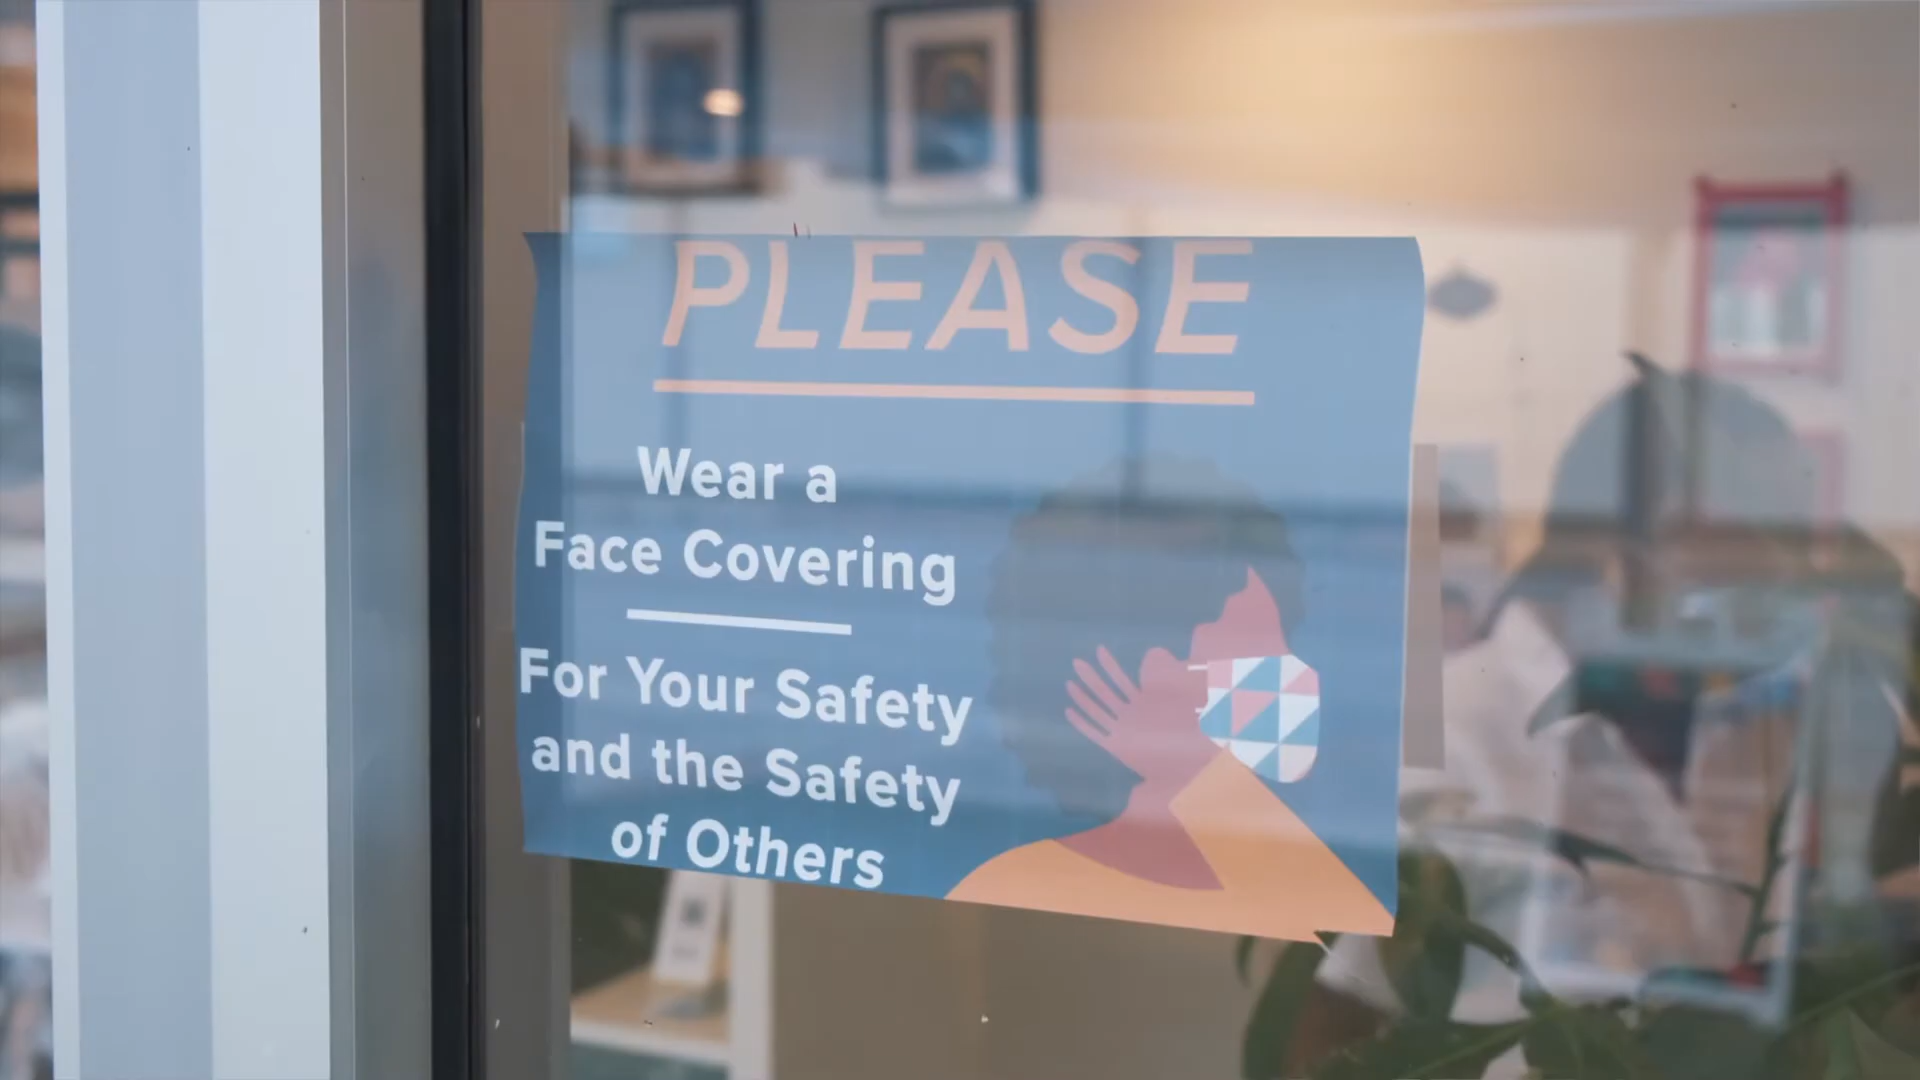 PLEASE
Wear a
Face Covering
For Your Safety
and the Safety
of Others